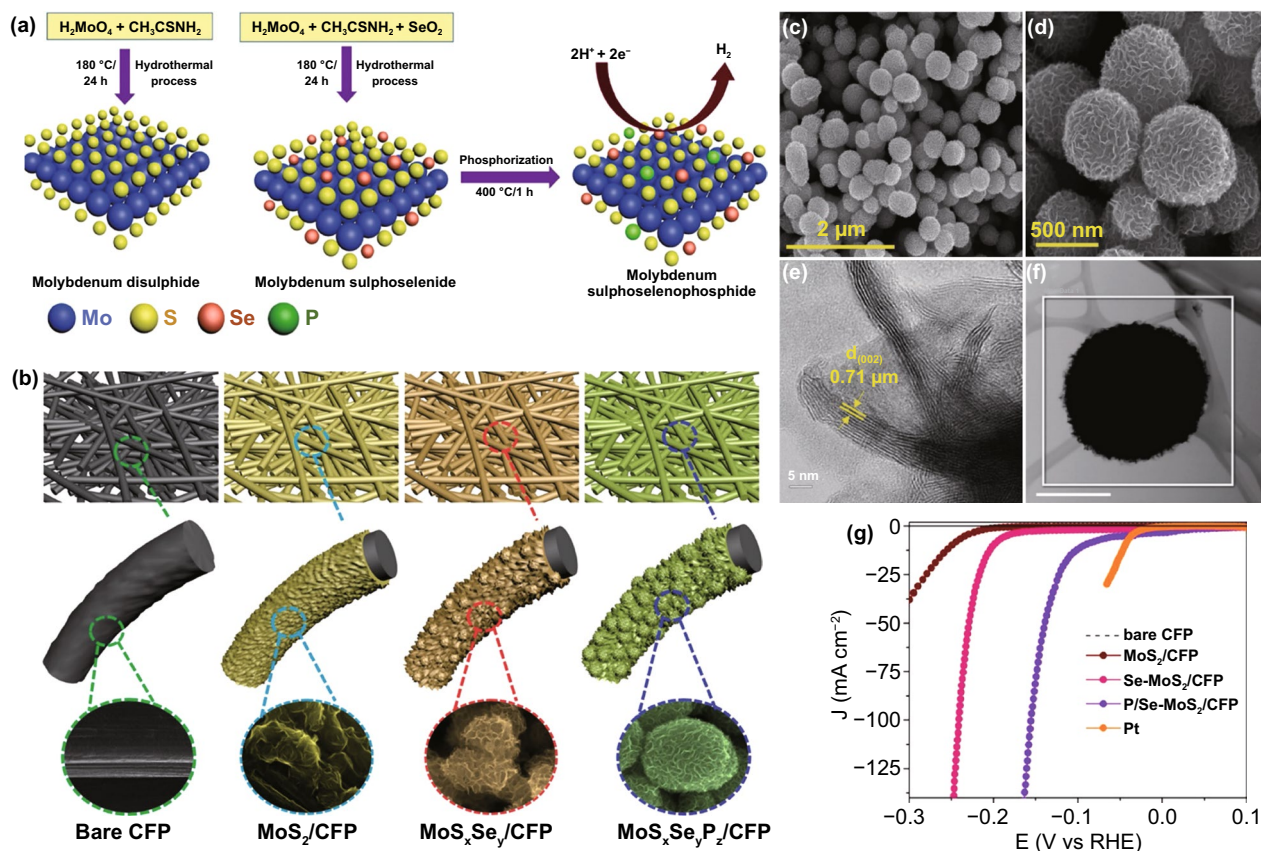 (a)
H₂MoO₄ + CH₃CSNH₂
180 °C/
24 h
Hydrothermal
process
Molybdenum disulphide
H₂MoO₄ + CH₃CSNH₂ + SeO₂
180 °C/
24 h
Hydrothermal
process
Molybdenum sulphoselenide
Phosphorization
400 °C/1 h
2H⁺ + 2e⁻
H₂
Molybdenum
sulphoselenophosphide
Mo
S
Se
P
(b)
Bare CFP
MoS₂/CFP
MoSₓSeᵧ/CFP
MoSₓSeᵧP_z/CFP
(c)
2 μm
(d)
500 nm
(e)
d₍₀₀₂₎
0.71 μm
5 nm
(f)
(g)
0
−25
−50
−75
−100
−125
J (mA cm⁻²)
bare CFP
MoS₂/CFP
Se-MoS₂/CFP
P/Se-MoS₂/CFP
Pt
−0.3
−0.2
−0.1
0.0
0.1
E (V vs RHE)